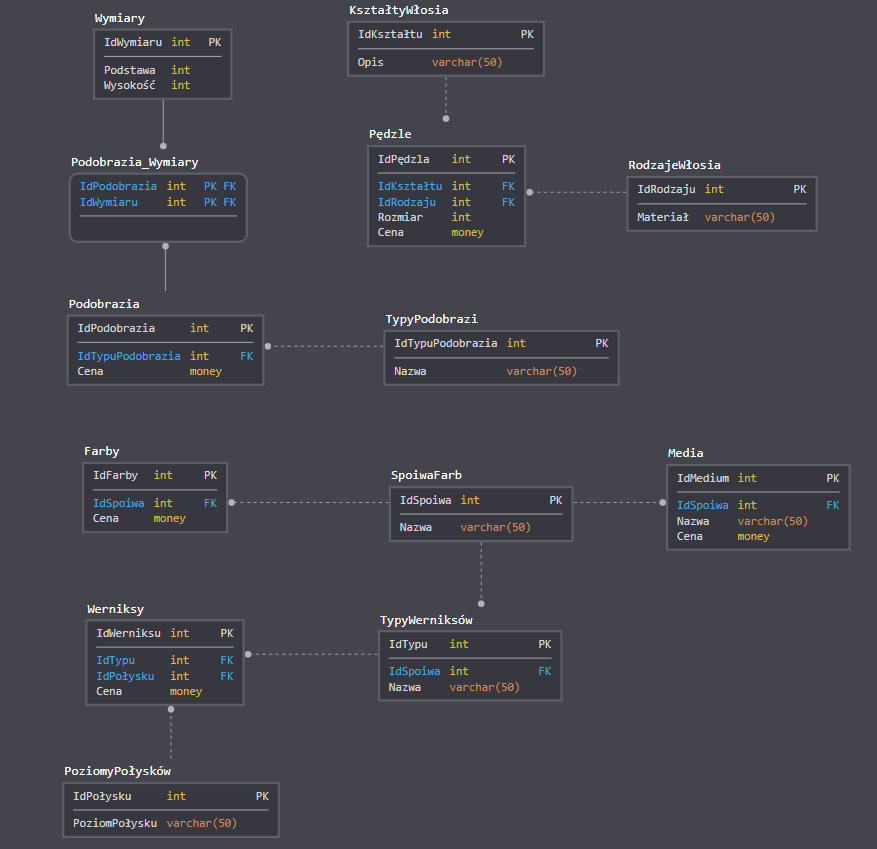 Wymiary
IdWymiaru int PK
Podstawa int
Wysokość int
KształtyWłosia
IdKształtu int PK
Opis varchar(50)
Podobrazia_Wymiary
IdPodobrazia int PK FK
IdWymiaru int PK FK
Pędzle
IdPędzla int PK
IdKształtu int FK
IdRodzaju int FK
Rozmiar int
Cena money
RodzajeWłosia
IdRodzaju int PK
Materiał varchar(50)
Podobrazia
IdPodobrazia int PK
IdTypuPodobrazia int FK
Cena money
TypyPodobrazi
IdTypuPodobrazia int PK
Nazwa varchar(50)
Farby
IdFarby int PK
IdSpoiwa int FK
Cena money
SpoiwaFarb
IdSpoiwa int PK
Nazwa varchar(50)
Media
IdMedium int PK
IdSpoiwa int FK
Nazwa varchar(50)
Cena money
Werniksy
IdWerniksu int PK
IdTypu int FK
IdPołysku int FK
Cena money
TypyWerniksów
IdTypu int PK
IdSpoiwa int FK
Nazwa varchar(50)
PoziomyPołysków
IdPołysku int PK
PoziomPołysku varchar(50)